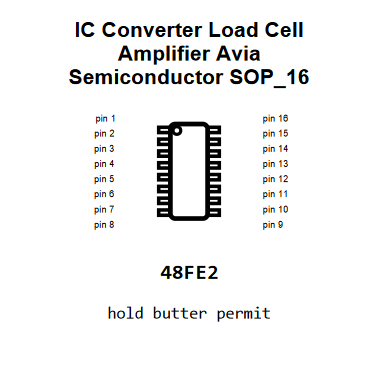 IC Converter Load Cell
Amplifier Avia
Semiconductor SOP_16
pin 1 pin 16
pin 2 pin 15
pin 3 pin 14
pin 4 pin 13
pin 5 pin 12
pin 6 pin 11
pin 7 pin 10
pin 8 pin 9
48FE2
hold butter permit